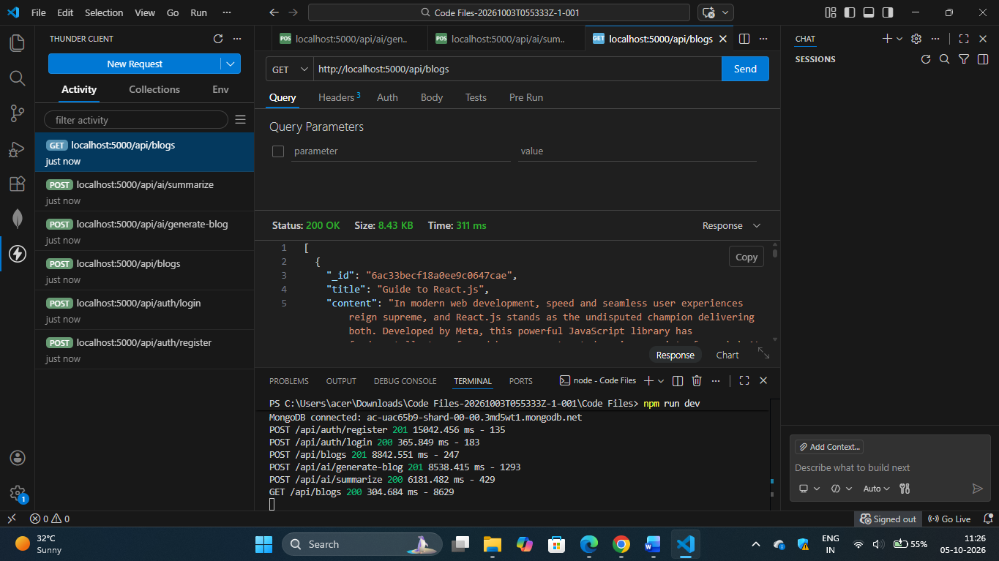 File Edit Selection View Go Run ···
Code Files-20261003T055333Z-1-001
THUNDER CLIENT
New Request
Activity Collections Env
filter activity
GET localhost:5000/api/blogs
just now
POST localhost:5000/api/ai/summarize
just now
POST localhost:5000/api/ai/generate-blog
just now
POST localhost:5000/api/blogs
just now
POST localhost:5000/api/auth/login
just now
POST localhost:5000/api/auth/register
just now
1
POS localhost:5000/api/ai/gen.. POS localhost:5000/api/ai/sum.. GET localhost:5000/api/blogs
GET http://localhost:5000/api/blogs Send
Query Headers 3 Auth Body Tests Pre Run
Query Parameters
parameter value
Status: 200 OK Size: 8.43 KB Time: 311 ms Response
Copy
1 [
2 {
3 "_id": "6ac33becf18a0ee9c0647cae",
4 "title": "Guide to React.js",
5 "content": "In modern web development, speed and seamless user experiences
reign supreme, and React.js stands as the undisputed champion delivering
both. Developed by Meta, this powerful JavaScript library has
Response Chart
PROBLEMS OUTPUT DEBUG CONSOLE TERMINAL PORTS node - Code Files
PS C:\Users\acer\Downloads\Code Files-20261003T055333Z-1-001\Code Files> npm run dev
MongoDB connected: ac-uac65b9-shard-00-00.3md5wt1.mongodb.net
POST /api/auth/register 201 15042.456 ms - 135
POST /api/auth/login 200 365.849 ms - 183
POST /api/blogs 201 8842.551 ms - 247
POST /api/ai/generate-blog 201 8538.415 ms - 1293
POST /api/ai/summarize 200 6181.482 ms - 429
GET /api/blogs 200 304.684 ms - 8629
CHAT
SESSIONS
Add Context...
Describe what to build next
Auto
0 0 Signed out Go Live
32°C
Sunny
Search
ENG
IN
55%
11:26
05-10-2026